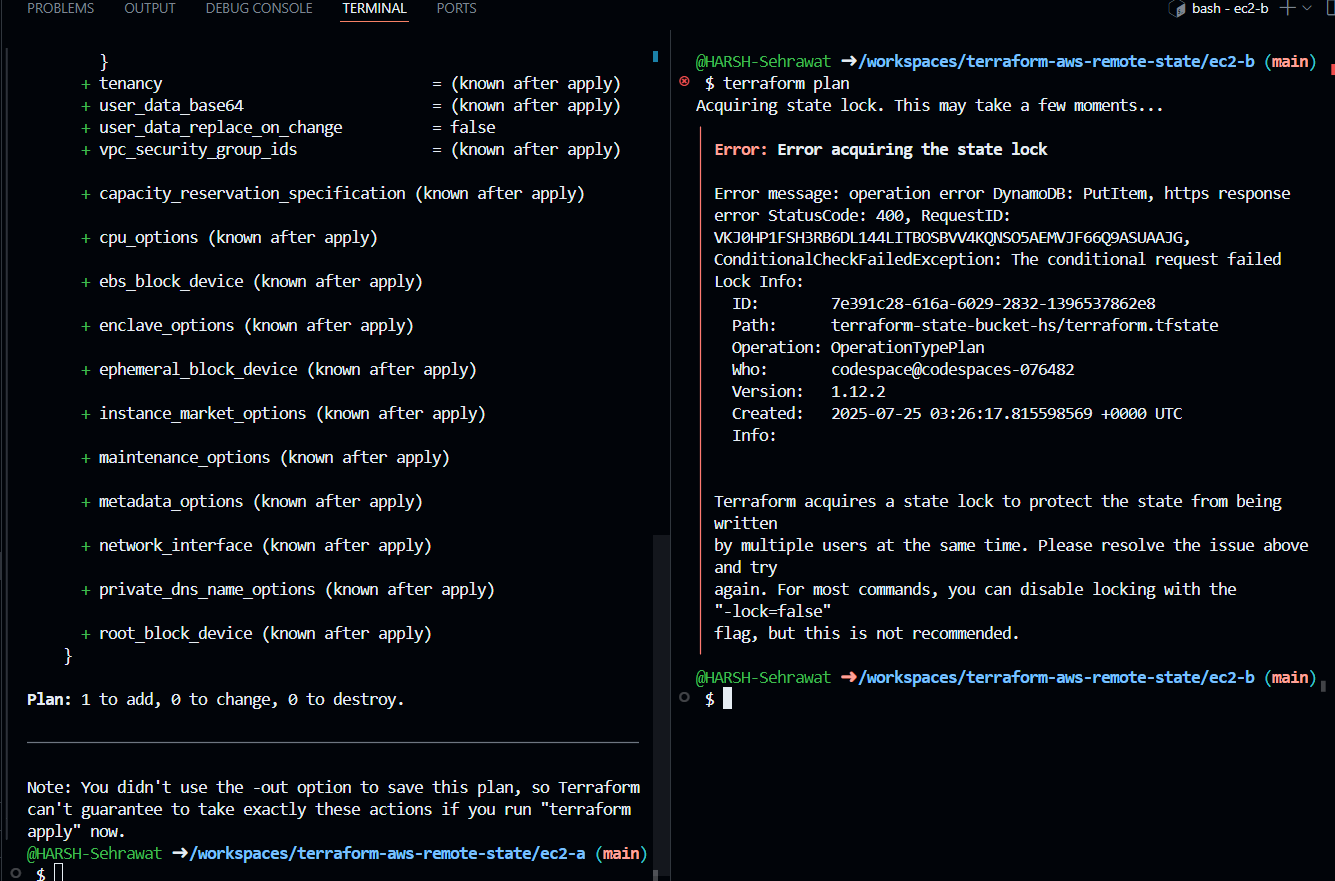 PROBLEMS OUTPUT DEBUG CONSOLE TERMINAL PORTS
bash - ec2-b
}
+ tenancy = (known after apply)
+ user_data_base64 = (known after apply)
+ user_data_replace_on_change = false
+ vpc_security_group_ids = (known after apply)
+ capacity_reservation_specification (known after apply)
+ cpu_options (known after apply)
+ ebs_block_device (known after apply)
+ enclave_options (known after apply)
+ ephemeral_block_device (known after apply)
+ instance_market_options (known after apply)
+ maintenance_options (known after apply)
+ metadata_options (known after apply)
+ network_interface (known after apply)
+ private_dns_name_options (known after apply)
+ root_block_device (known after apply)
}
Plan: 1 to add, 0 to change, 0 to destroy.
Note: You didn't use the -out option to save this plan, so Terraform
can't guarantee to take exactly these actions if you run "terraform
apply" now.
@HARSH-Sehrawat ➜/workspaces/terraform-aws-remote-state/ec2-a (main)
$
@HARSH-Sehrawat ➜/workspaces/terraform-aws-remote-state/ec2-b (main)
$ terraform plan
Acquiring state lock. This may take a few moments...
Error: Error acquiring the state lock
Error message: operation error DynamoDB: PutItem, https response
error StatusCode: 400, RequestID:
VKJ0HP1FSH3RB6DL144LITBOSBVV4KQNSO5AEMVJF66Q9ASUAAJG,
ConditionalCheckFailedException: The conditional request failed
Lock Info:
ID: 7e391c28-616a-6029-2832-1396537862e8
Path: terraform-state-bucket-hs/terraform.tfstate
Operation: OperationTypePlan
Who: codespace@codespaces-076482
Version: 1.12.2
Created: 2025-07-25 03:26:17.815598569 +0000 UTC
Info:
Terraform acquires a state lock to protect the state from being
written
by multiple users at the same time. Please resolve the issue above
and try
again. For most commands, you can disable locking with the
"-lock=false"
flag, but this is not recommended.
@HARSH-Sehrawat ➜/workspaces/terraform-aws-remote-state/ec2-b (main)
$